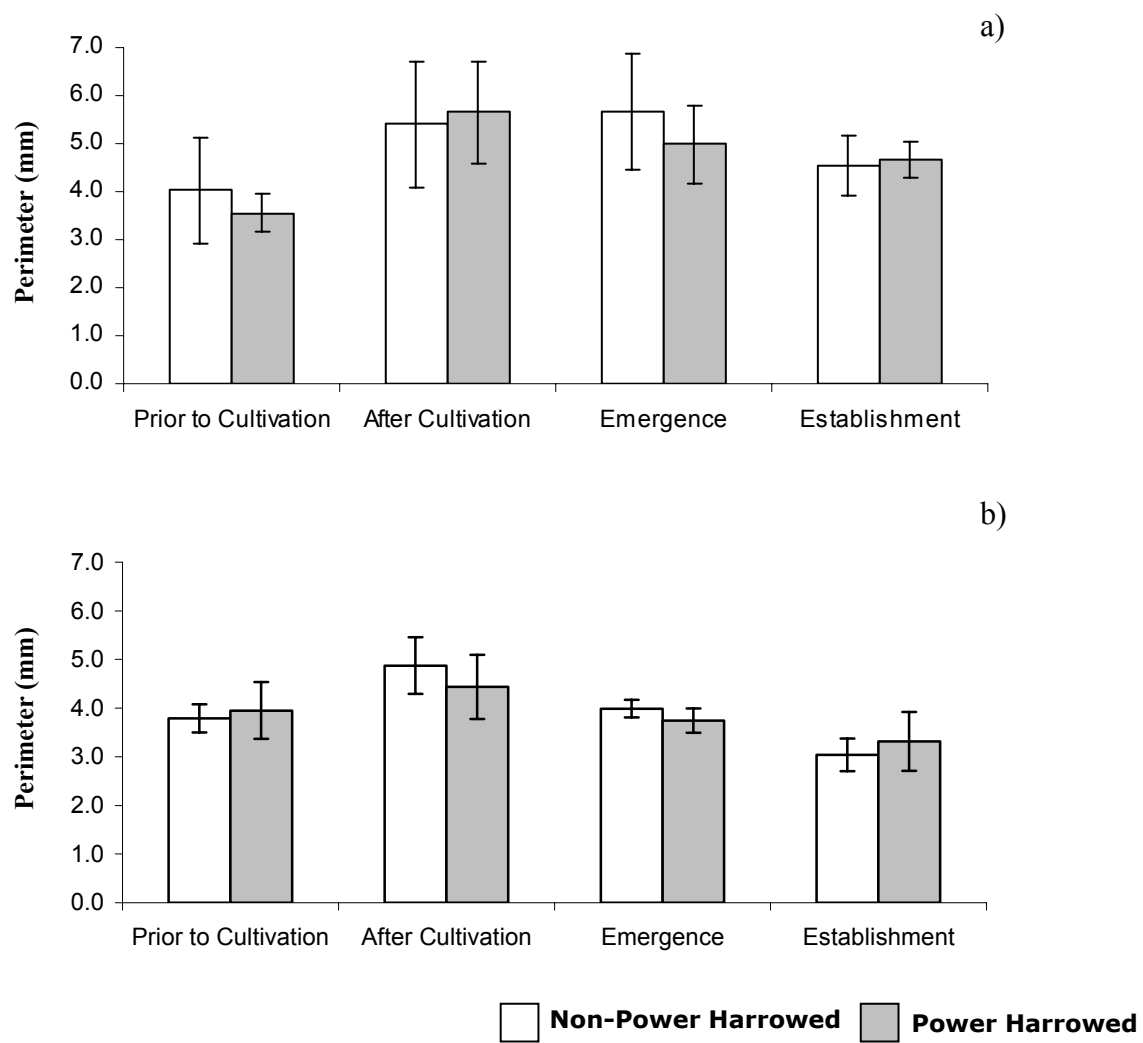 a)
Perimeter (mm)
7.0
6.0
5.0
4.0
3.0
2.0
1.0
0.0
Prior to Cultivation After Cultivation Emergence Establishment
b)
Perimeter (mm)
7.0
6.0
5.0
4.0
3.0
2.0
1.0
0.0
Prior to Cultivation After Cultivation Emergence Establishment
Non-Power Harrowed Power Harrowed